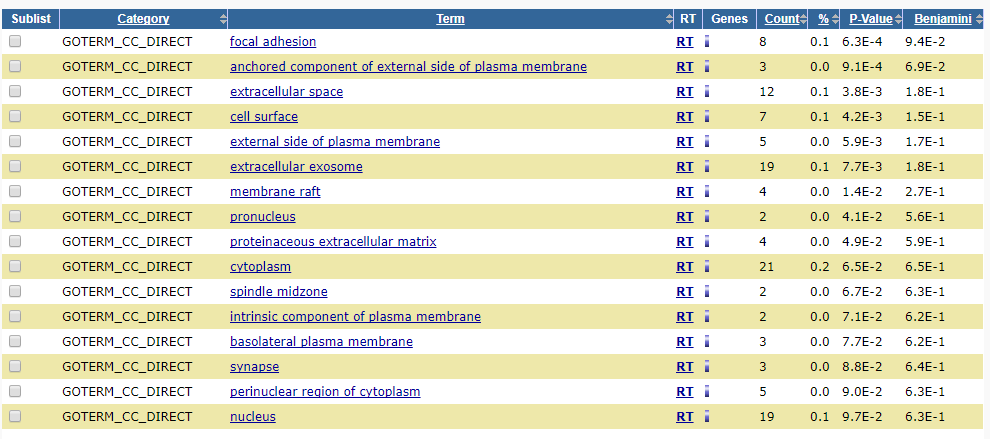 Sublist Category Term RT Genes Count % P-Value Benjamini
GOTERM_CC_DIRECT focal adhesion RT 8 0.1 6.3E-4 9.4E-2
GOTERM_CC_DIRECT anchored component of external side of plasma membrane RT 3 0.0 9.1E-4 6.9E-2
GOTERM_CC_DIRECT extracellular space RT 12 0.1 3.8E-3 1.8E-1
GOTERM_CC_DIRECT cell surface RT 7 0.1 4.2E-3 1.5E-1
GOTERM_CC_DIRECT external side of plasma membrane RT 5 0.0 5.9E-3 1.7E-1
GOTERM_CC_DIRECT extracellular exosome RT 19 0.1 7.7E-3 1.8E-1
GOTERM_CC_DIRECT membrane raft RT 4 0.0 1.4E-2 2.7E-1
GOTERM_CC_DIRECT pronucleus RT 2 0.0 4.1E-2 5.6E-1
GOTERM_CC_DIRECT proteinaceous extracellular matrix RT 4 0.0 4.9E-2 5.9E-1
GOTERM_CC_DIRECT cytoplasm RT 21 0.2 6.5E-2 6.5E-1
GOTERM_CC_DIRECT spindle midzone RT 2 0.0 6.7E-2 6.3E-1
GOTERM_CC_DIRECT intrinsic component of plasma membrane RT 2 0.0 7.1E-2 6.2E-1
GOTERM_CC_DIRECT basolateral plasma membrane RT 3 0.0 7.7E-2 6.2E-1
GOTERM_CC_DIRECT synapse RT 3 0.0 8.8E-2 6.4E-1
GOTERM_CC_DIRECT perinuclear region of cytoplasm RT 5 0.0 9.0E-2 6.3E-1
GOTERM_CC_DIRECT nucleus RT 19 0.1 9.7E-2 6.3E-1